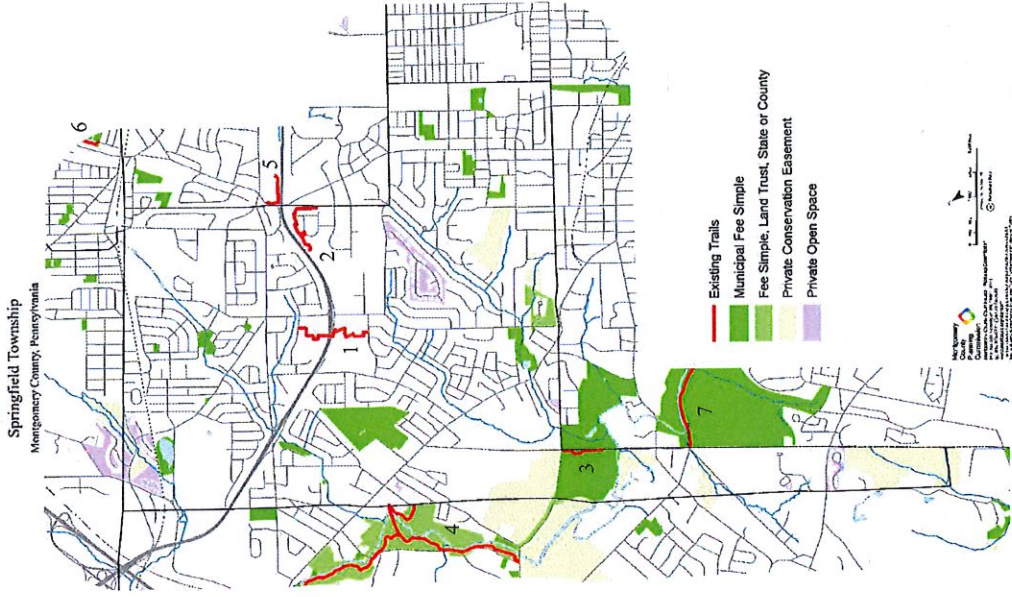 Springfield Township
Montgomery County, Pennsylvania
6
5
2
1
3
7
4
Existing Trails
Municipal Fee Simple
Fee Simple, Land Trust, State or County
Private Conservation Easement
Private Open Space
Montgomery
County
Planning
Commission